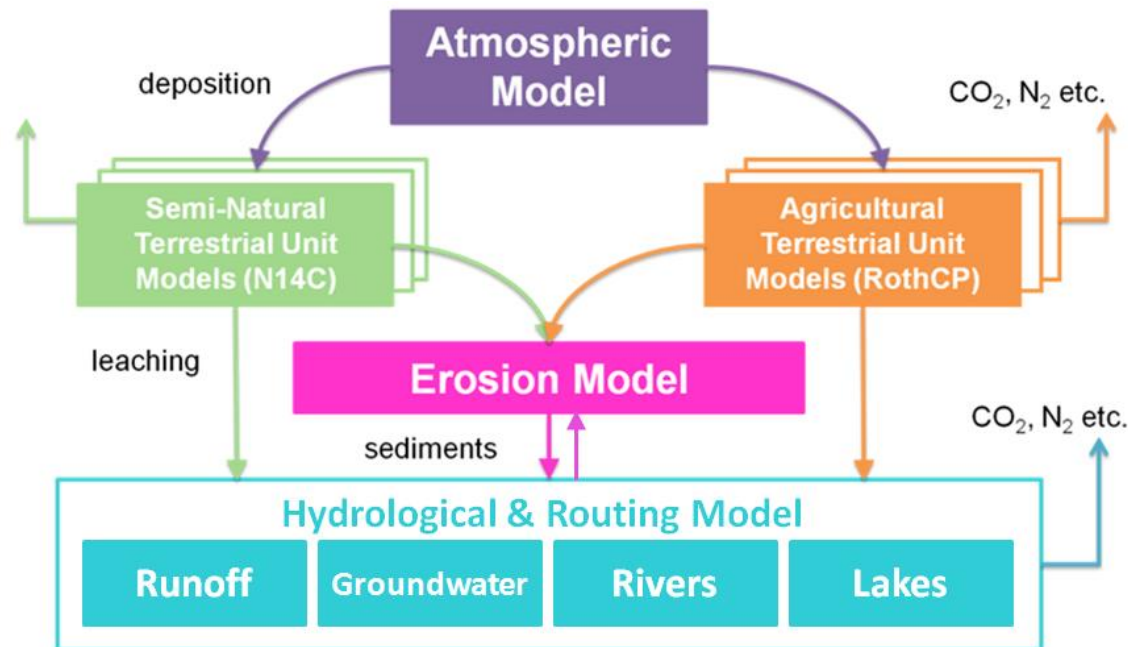 Atmospheric
Model
deposition
CO₂, N₂ etc.
Semi-Natural
Terrestrial Unit
Models (N14C)
Agricultural
Terrestrial Unit
Models (RothCP)
leaching
Erosion Model
sediments
CO₂, N₂ etc.
Hydrological & Routing Model
Runoff
Groundwater
Rivers
Lakes